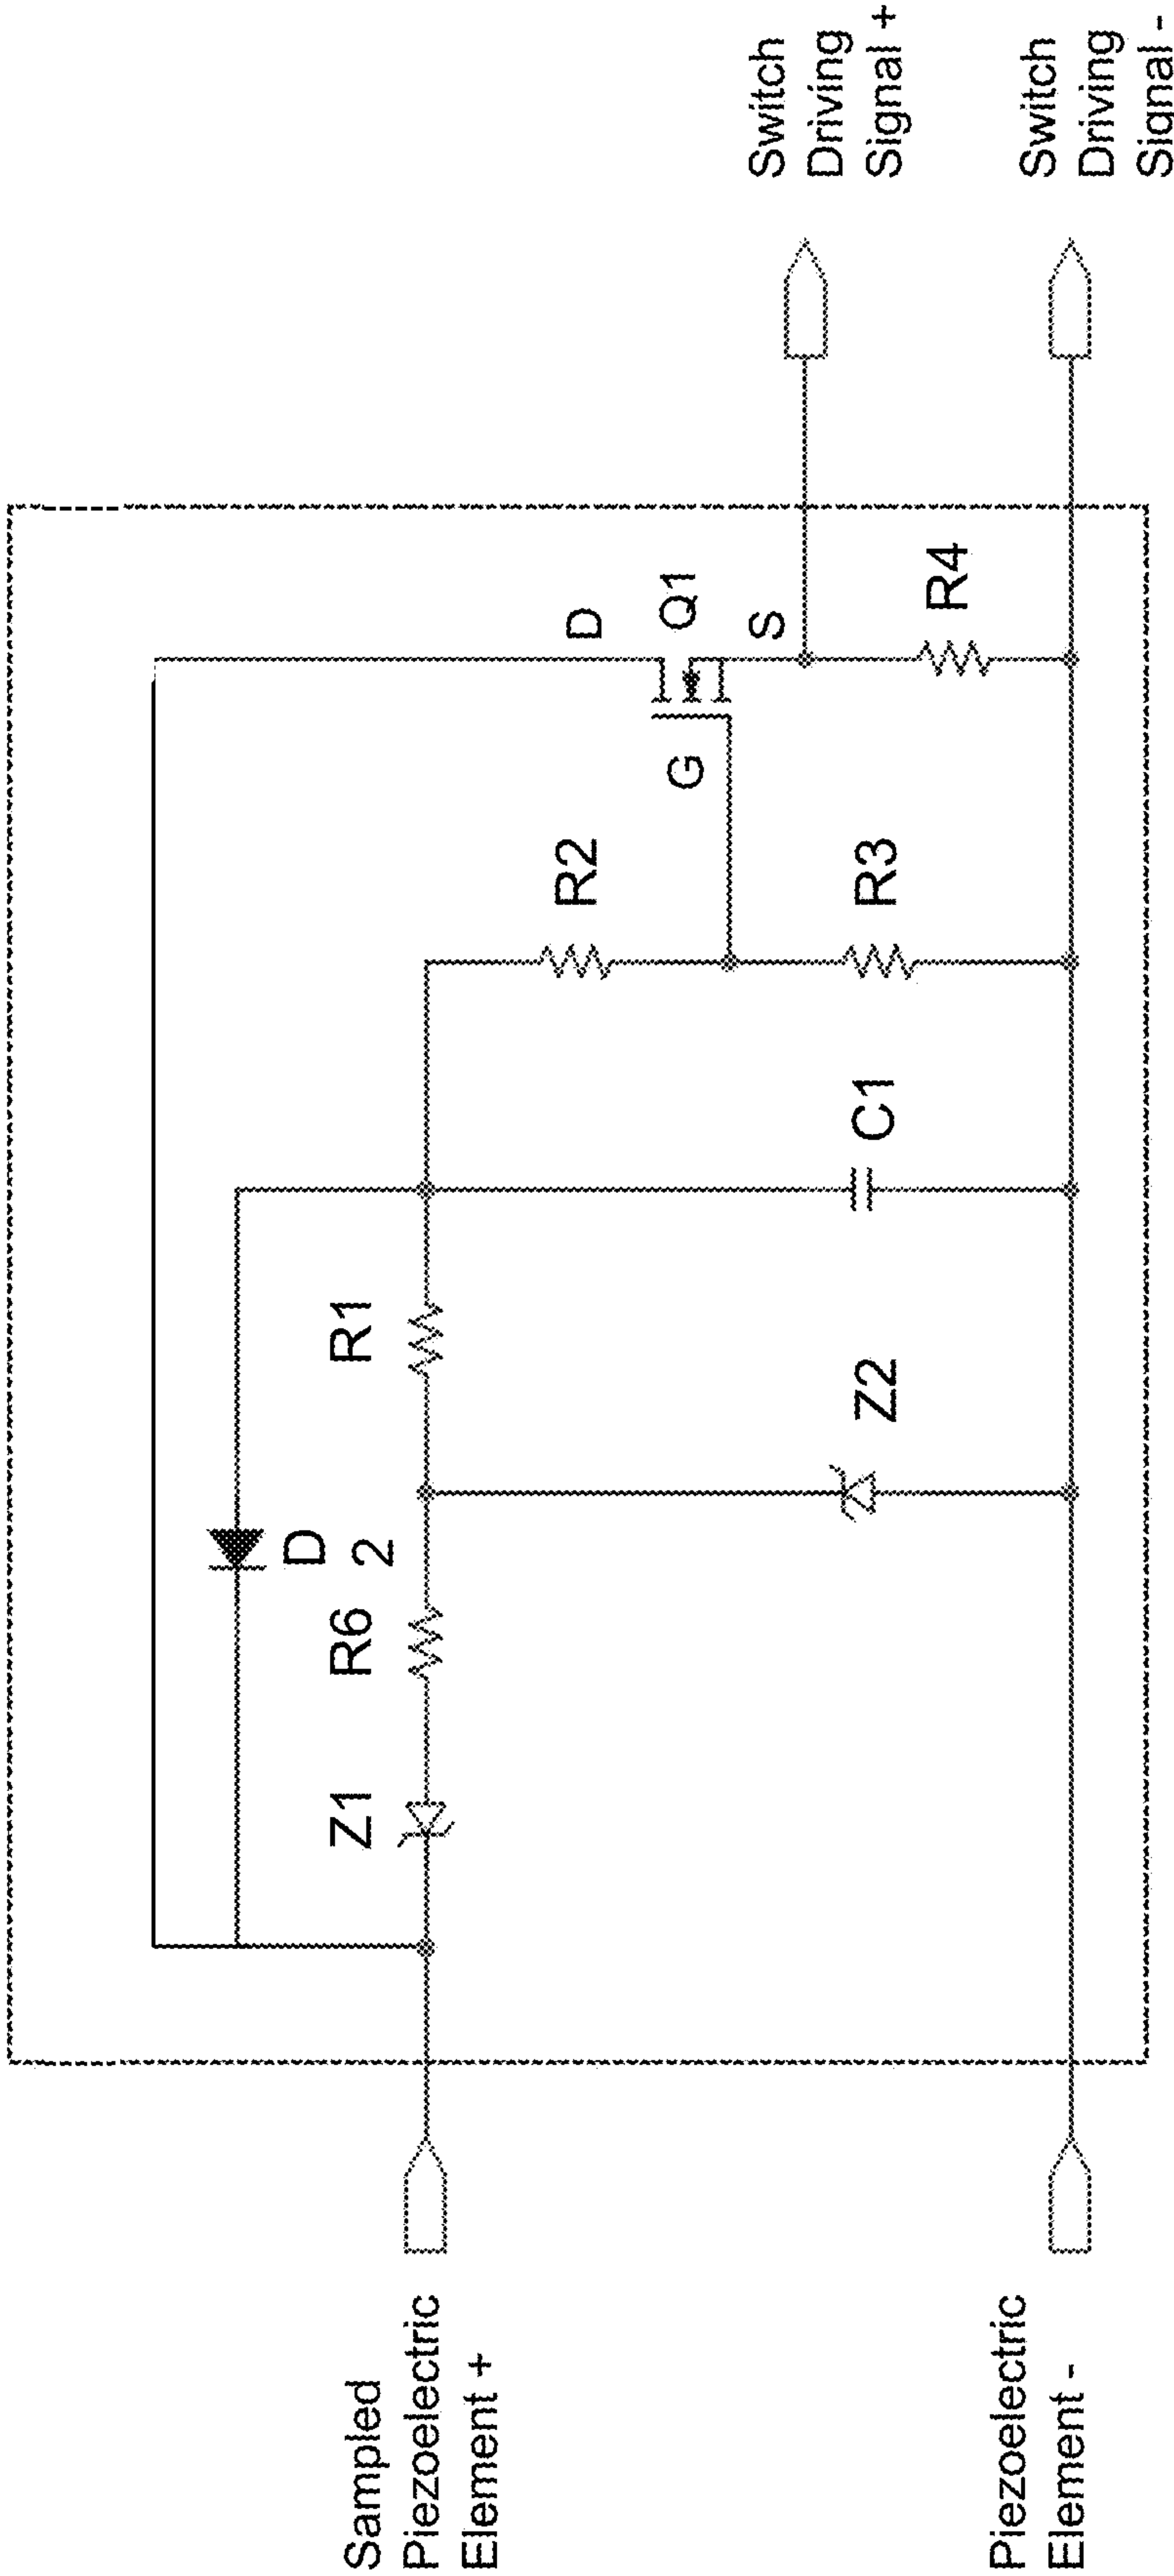 Sampled
Piezoelectric
Element +
Piezoelectric
Element -
Z1
R6
D
2
R1
Z2
C1
R2
R3
G
D
Q1
S
R4
Switch
Driving
Signal +
Switch
Driving
Signal -